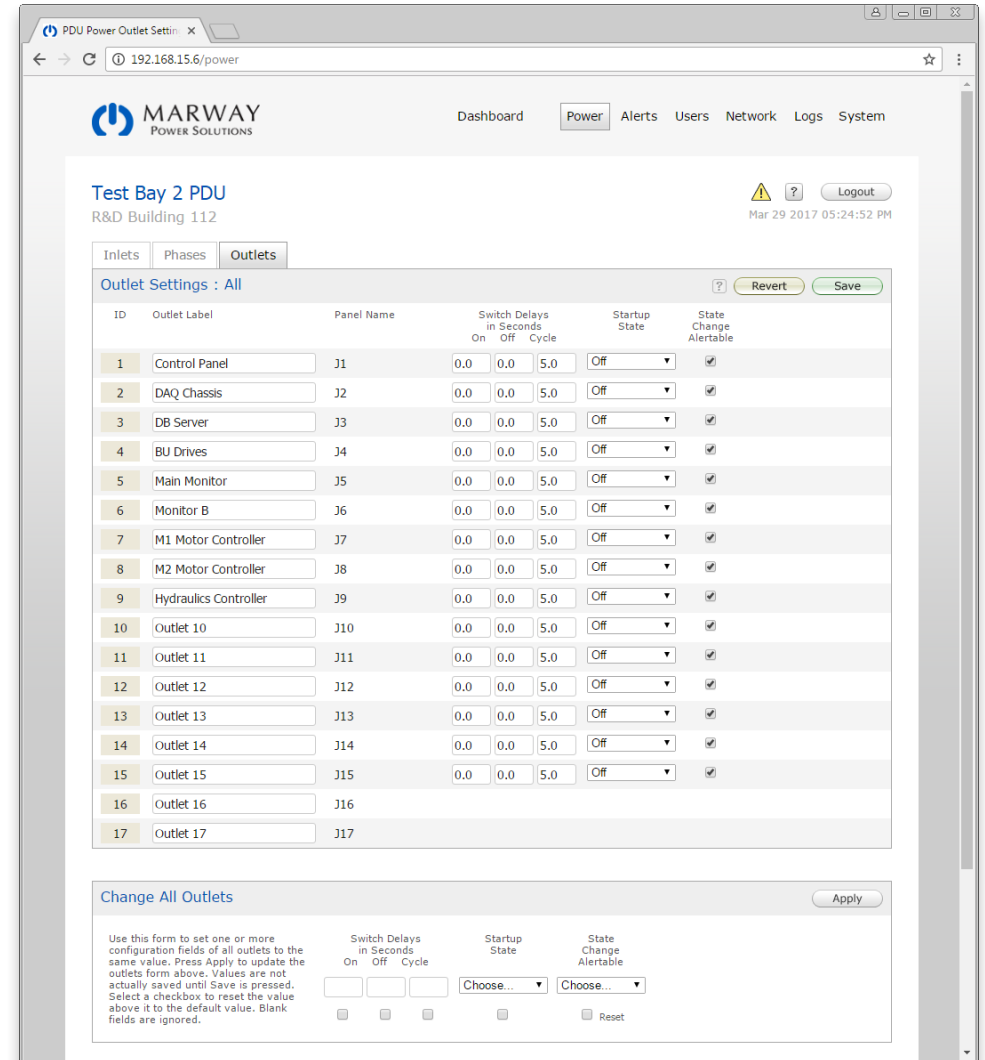 PDU Power Outlet Settin
192.168.15.6/power
MARWAY
POWER SOLUTIONS
Dashboard Power Alerts Users Network Logs System
Test Bay 2 PDU
? Logout
R&D Building 112
Mar 29 2017 05:24:52 PM
Inlets Phases Outlets
Outlet Settings : All ? Revert Save
ID Outlet Label Panel Name Switch Delays Startup State
in Seconds State Change
On Off Cycle Alertable
1 Control Panel J1 0.0 0.0 5.0 Off
2 DAQ Chassis J2 0.0 0.0 5.0 Off
3 DB Server J3 0.0 0.0 5.0 Off
4 BU Drives J4 0.0 0.0 5.0 Off
5 Main Monitor J5 0.0 0.0 5.0 Off
6 Monitor B J6 0.0 0.0 5.0 Off
7 M1 Motor Controller J7 0.0 0.0 5.0 Off
8 M2 Motor Controller J8 0.0 0.0 5.0 Off
9 Hydraulics Controller J9 0.0 0.0 5.0 Off
10 Outlet 10 J10 0.0 0.0 5.0 Off
11 Outlet 11 J11 0.0 0.0 5.0 Off
12 Outlet 12 J12 0.0 0.0 5.0 Off
13 Outlet 13 J13 0.0 0.0 5.0 Off
14 Outlet 14 J14 0.0 0.0 5.0 Off
15 Outlet 15 J15 0.0 0.0 5.0 Off
16 Outlet 16 J16
17 Outlet 17 J17
Change All Outlets Apply
Use this form to set one or more
configuration fields of all outlets to the
same value. Press Apply to update the
outlets form above. Values are not
actually saved until Save is pressed.
Select a checkbox to reset the value
above it to the default value. Blank
fields are ignored.
Switch Delays Startup State
in Seconds State Change
On Off Cycle Alertable
Choose... Choose...
Reset